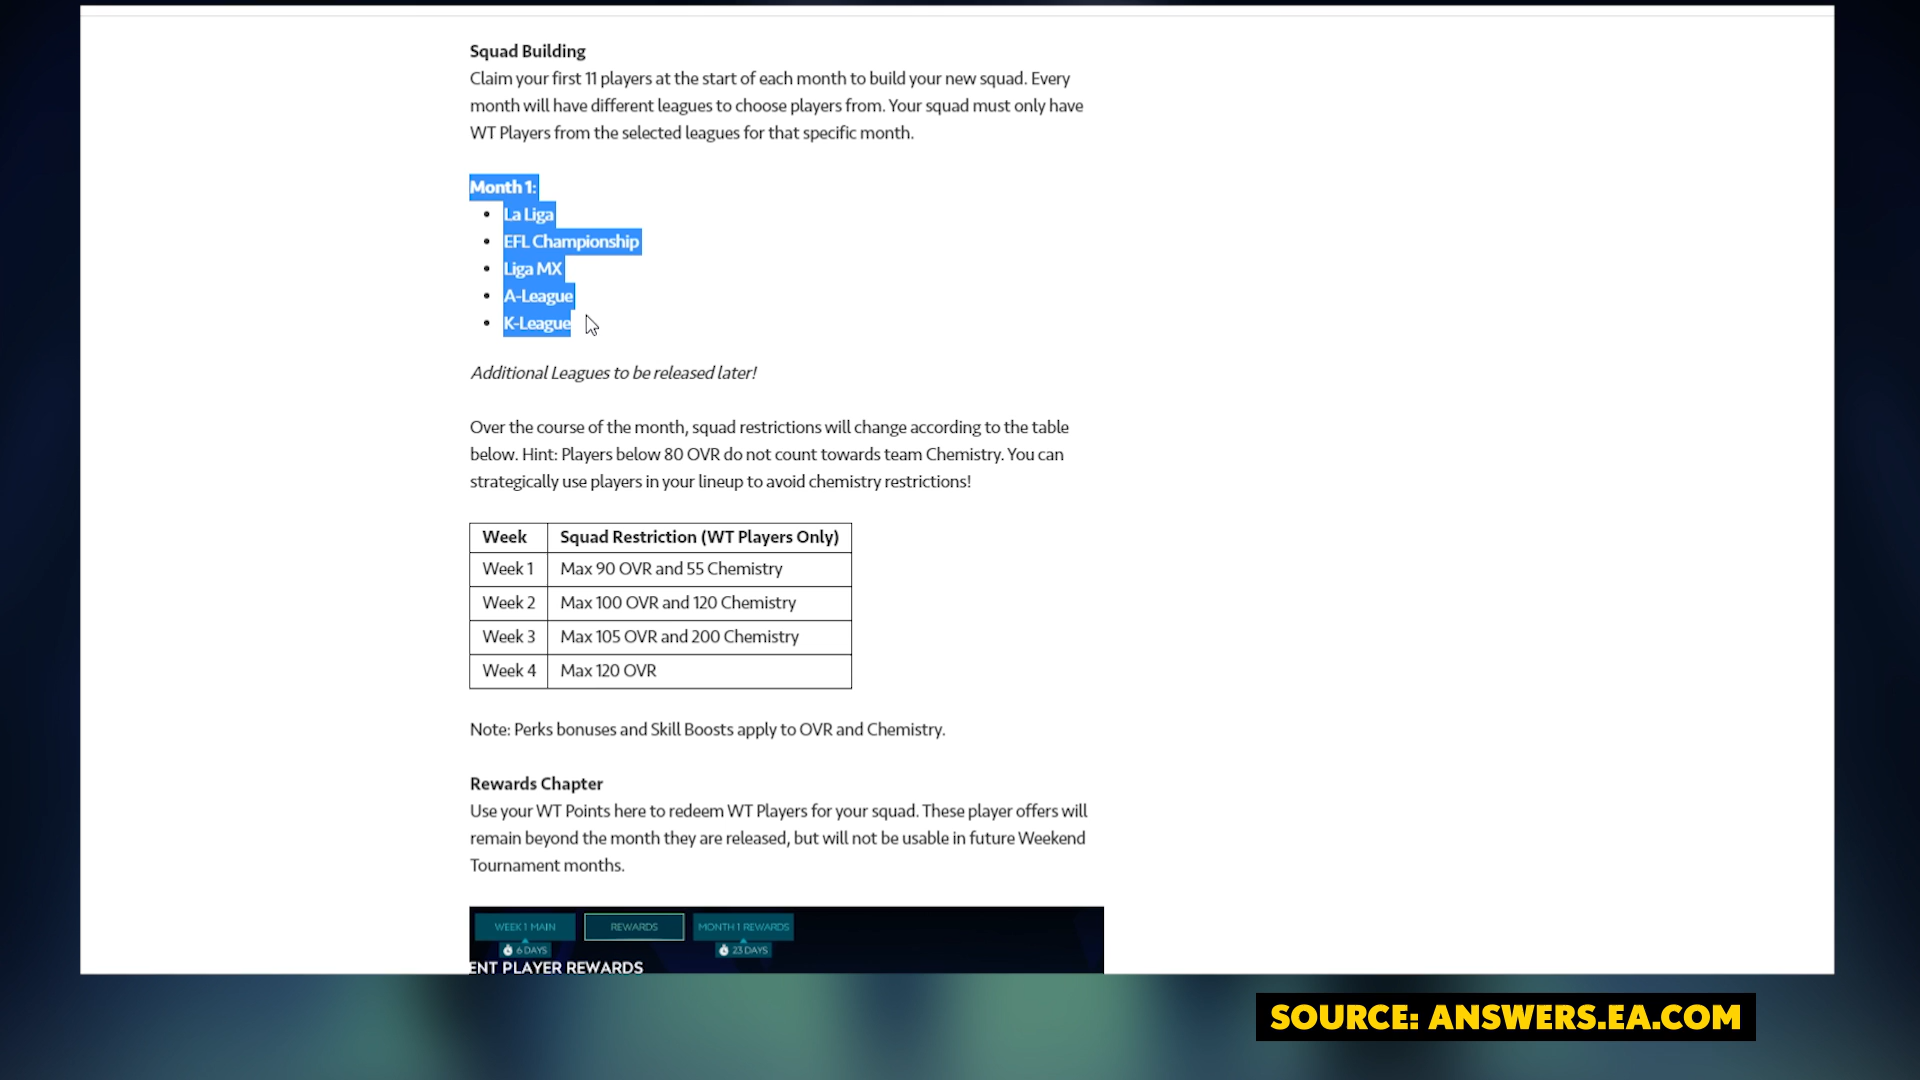 Squad Building
Claim your first 11 players at the start of each month to build your new squad. Every
month will have different leagues to choose players from. Your squad must only have
WT Players from the selected leagues for that specific month.
Month 1:
• La Liga
• EFL Championship
• Liga MX
• A-League
• K-League
Additional Leagues to be released later!
Over the course of the month, squad restrictions will change according to the table
below. Hint: Players below 80 OVR do not count towards team Chemistry. You can
strategically use players in your lineup to avoid chemistry restrictions!
Week Squad Restriction (WT Players Only)
Week 1 Max 90 OVR and 55 Chemistry
Week 2 Max 100 OVR and 120 Chemistry
Week 3 Max 105 OVR and 200 Chemistry
Week 4 Max 120 OVR
Note: Perks bonuses and Skill Boosts apply to OVR and Chemistry.
Rewards Chapter
Use your WT Points here to redeem WT Players for your squad. These player offers will
remain beyond the month they are released, but will not be usable in future Weekend
Tournament months.
WEEK 1 MAIN REWARDS MONTH 1 REWARDS
6 DAYS 23 DAYS
ENT PLAYER REWARDS
SOURCE: ANSWERS.EA.COM